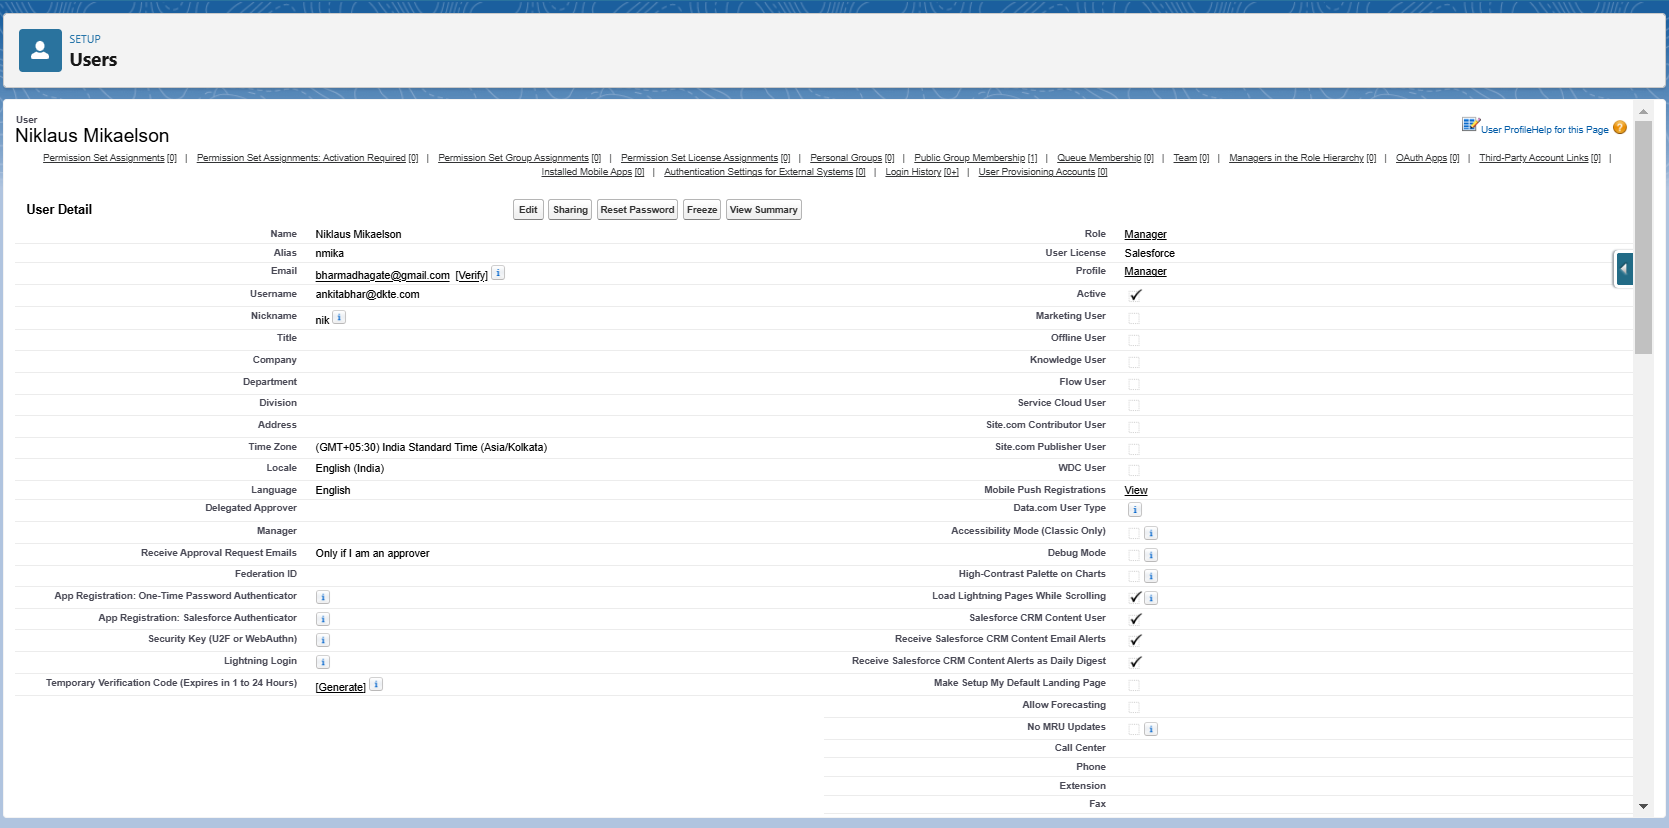 SETUP
Users
User
Niklaus Mikaelson
User Profile Help for this Page
Permission Set Assignments [0] | Permission Set Assignments: Activation Required [0] | Permission Set Group Assignments [0] | Permission Set License Assignments [0] | Personal Groups [0] | Public Group Membership [1] | Queue Membership [0] | Team [0] | Managers in the Role Hierarchy [0] | OAuth Apps [0] | Third-Party Account Links [0] |
Installed Mobile Apps [0] | Authentication Settings for External Systems [0] | Login History [0+] | User Provisioning Accounts [0]
User Detail Edit Sharing Reset Password Freeze View Summary
Name Niklaus Mikaelson Role Manager
Alias nmika User License Salesforce
Email bharmadhagate@gmail.com [Verify] i Profile Manager
Username ankitabhar@dkte.com Active
Nickname nik i Marketing User
Title Offline User
Company Knowledge User
Department Flow User
Division Service Cloud User
Address Site.com Contributor User
Time Zone (GMT+05:30) India Standard Time (Asia/Kolkata) Site.com Publisher User
Locale English (India) WDC User
Language English Mobile Push Registrations View
Delegated Approver Data.com User Type i
Manager Accessibility Mode (Classic Only) i
Receive Approval Request Emails Only if I am an approver Debug Mode i
Federation ID High-Contrast Palette on Charts i
App Registration: One-Time Password Authenticator i Load Lightning Pages While Scrolling i
App Registration: Salesforce Authenticator i Salesforce CRM Content User
Security Key (U2F or WebAuthn) i Receive Salesforce CRM Content Email Alerts
Lightning Login i Receive Salesforce CRM Content Alerts as Daily Digest
Temporary Verification Code (Expires in 1 to 24 Hours) [Generate] i Make Setup My Default Landing Page
Allow Forecasting
No MRU Updates i
Call Center
Phone
Extension
Fax